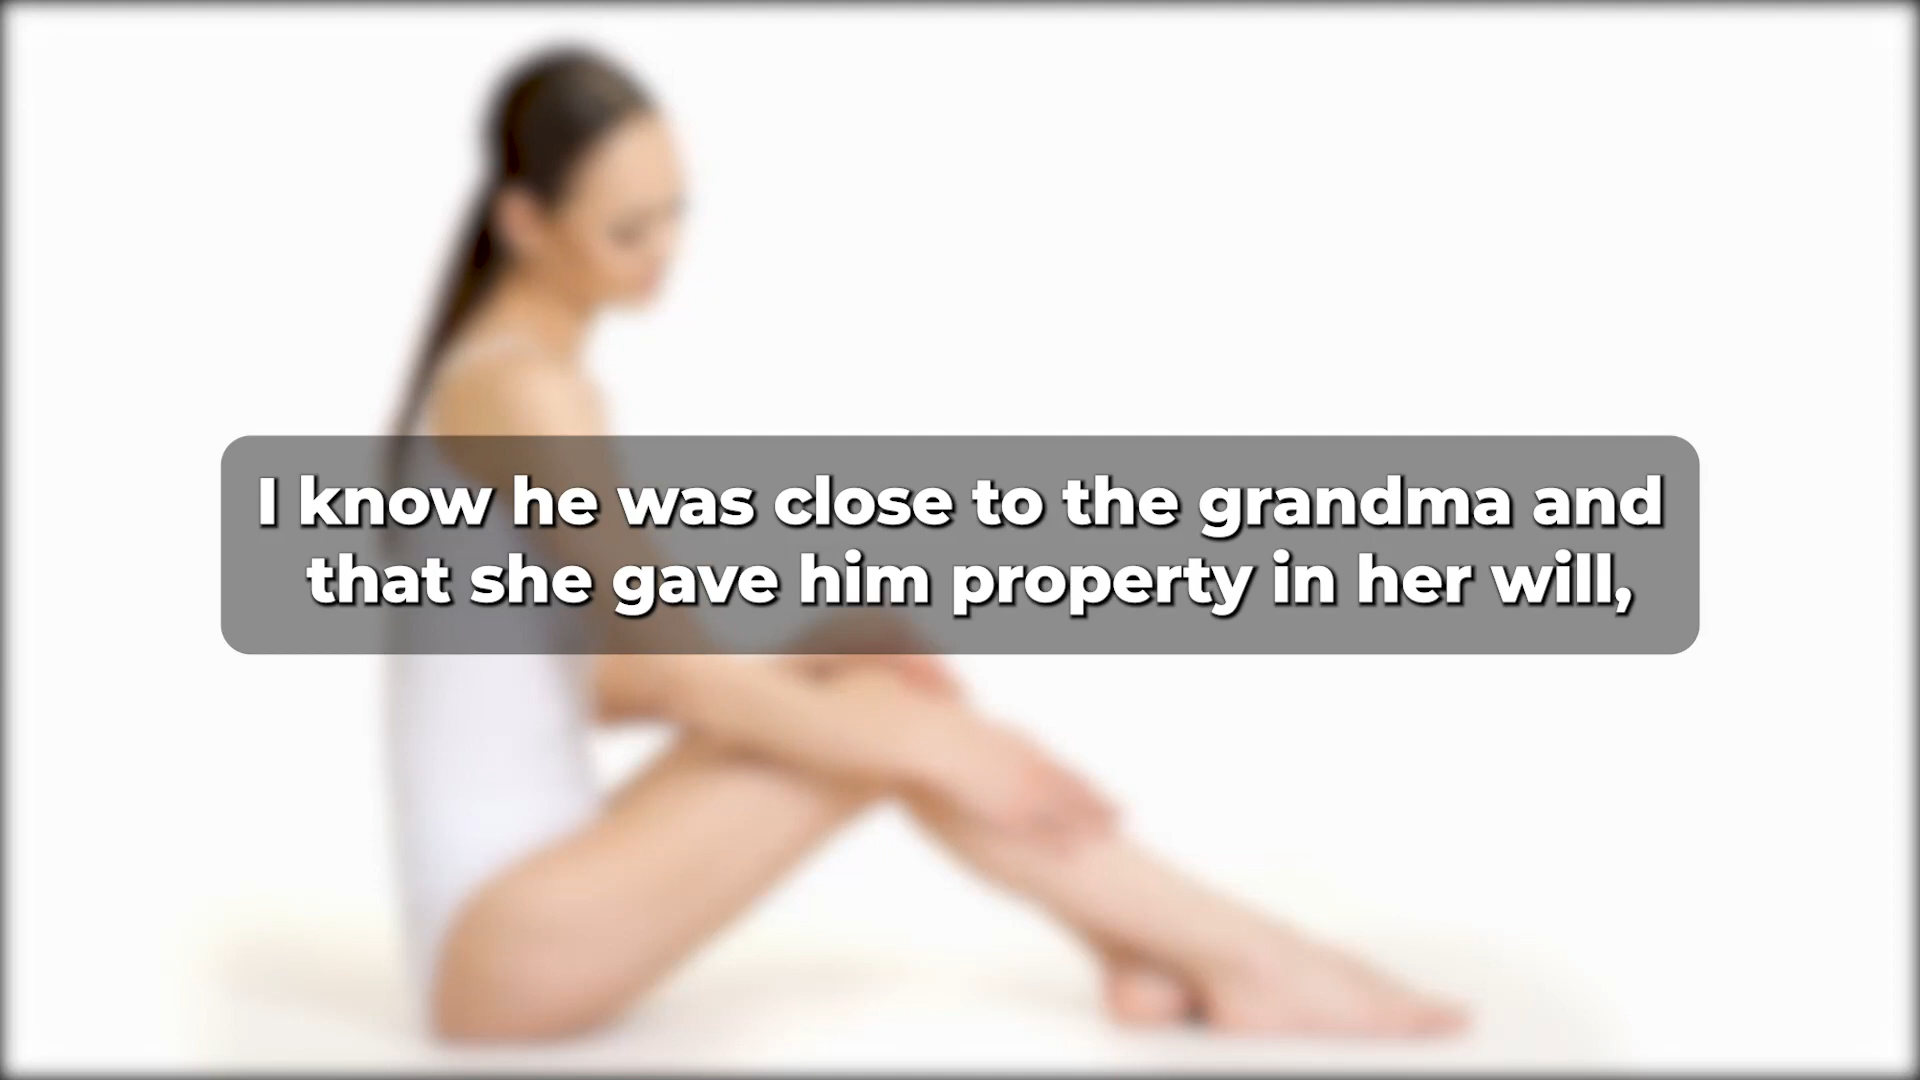 I know he was close to the grandma and
that she gave him property in her will,